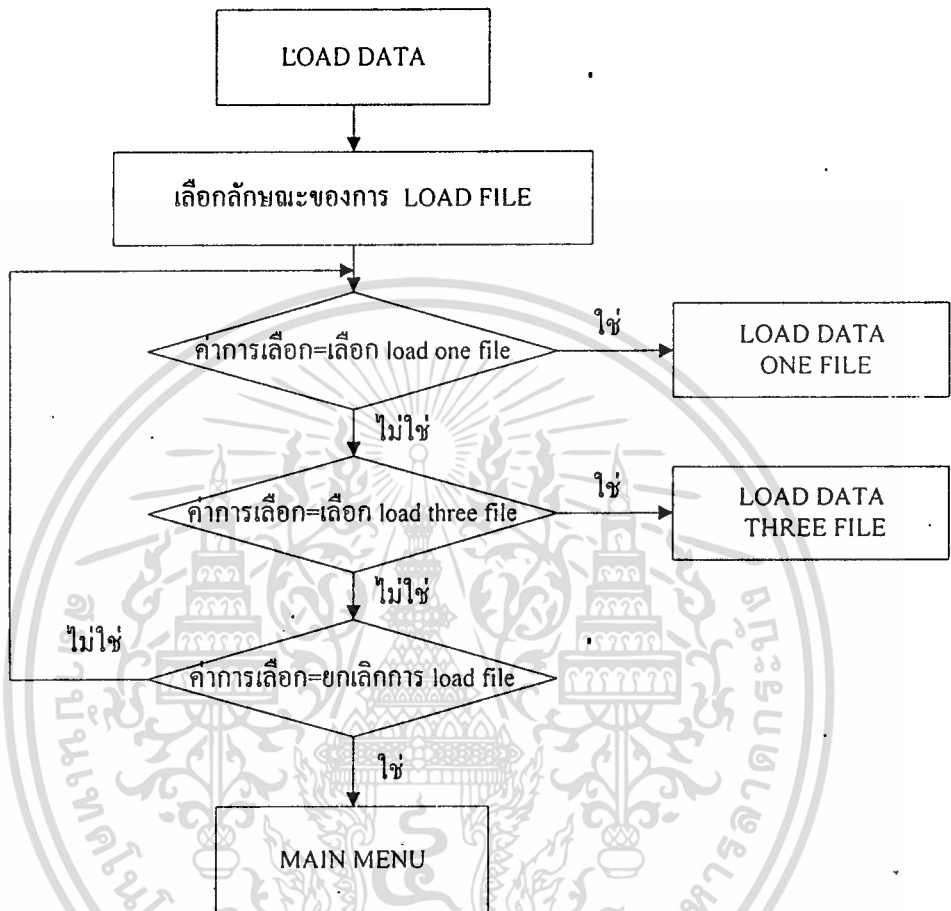 LOAD DATA
เลือกลักษณะของการ LOAD FILE
ค่าการเลือก=เลือก load one file
ใช่
LOAD DATA
ONE FILE
ไม่ใช่
ค่าการเลือก=เลือก load three file
ใช่
LOAD DATA
THREE FILE
ไม่ใช่
ไม่ใช่
ค่าการเลือก=ยกเลิกการ load file
ใช่
MAIN MENU